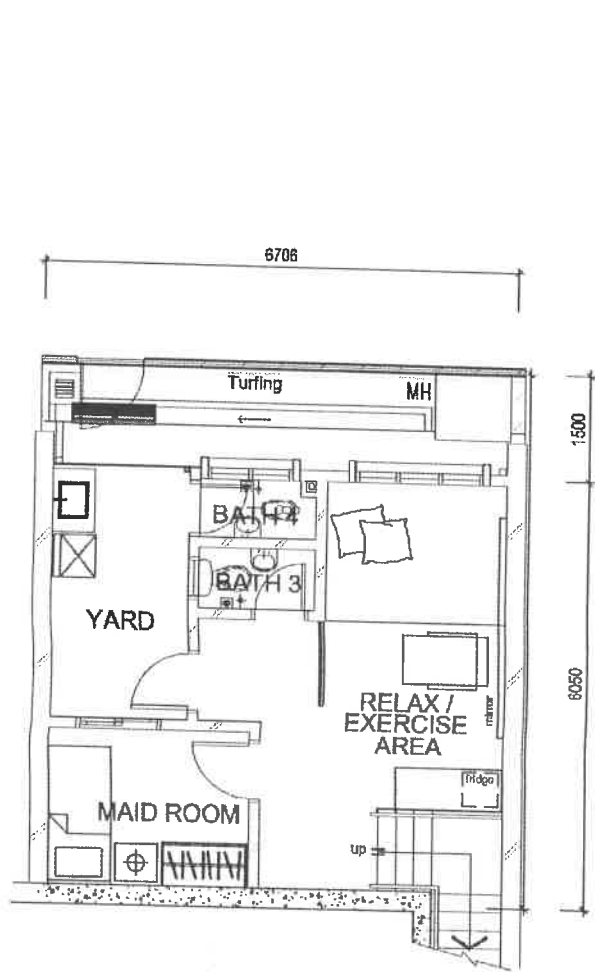 6706
Turfing
MH
1500
BATH 4
BATH 3
YARD
6050
RELAX /
EXERCISE
AREA
mirror
fridge
MAID ROOM
up